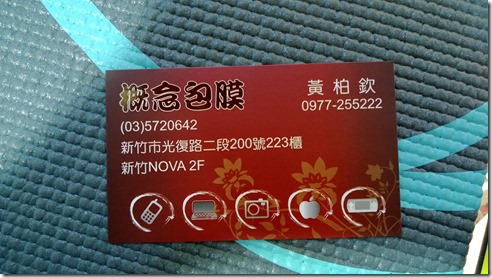 概念包膜
黃柏欽
0977-255222
(03)5720642
新竹市光復路二段200號223櫃
新竹NOVA 2F